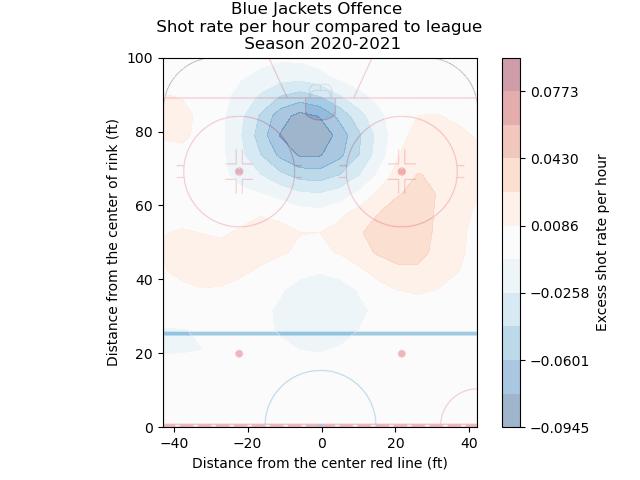 Blue Jackets Offence
Shot rate per hour compared to league
Season 2020-2021
Distance from the center of rink (ft)
100
80
60
40
20
0
−40
−20
0
20
40
Distance from the center red line (ft)
0.0773
0.0430
0.0086
−0.0258
−0.0601
−0.0945
Excess shot rate per hour